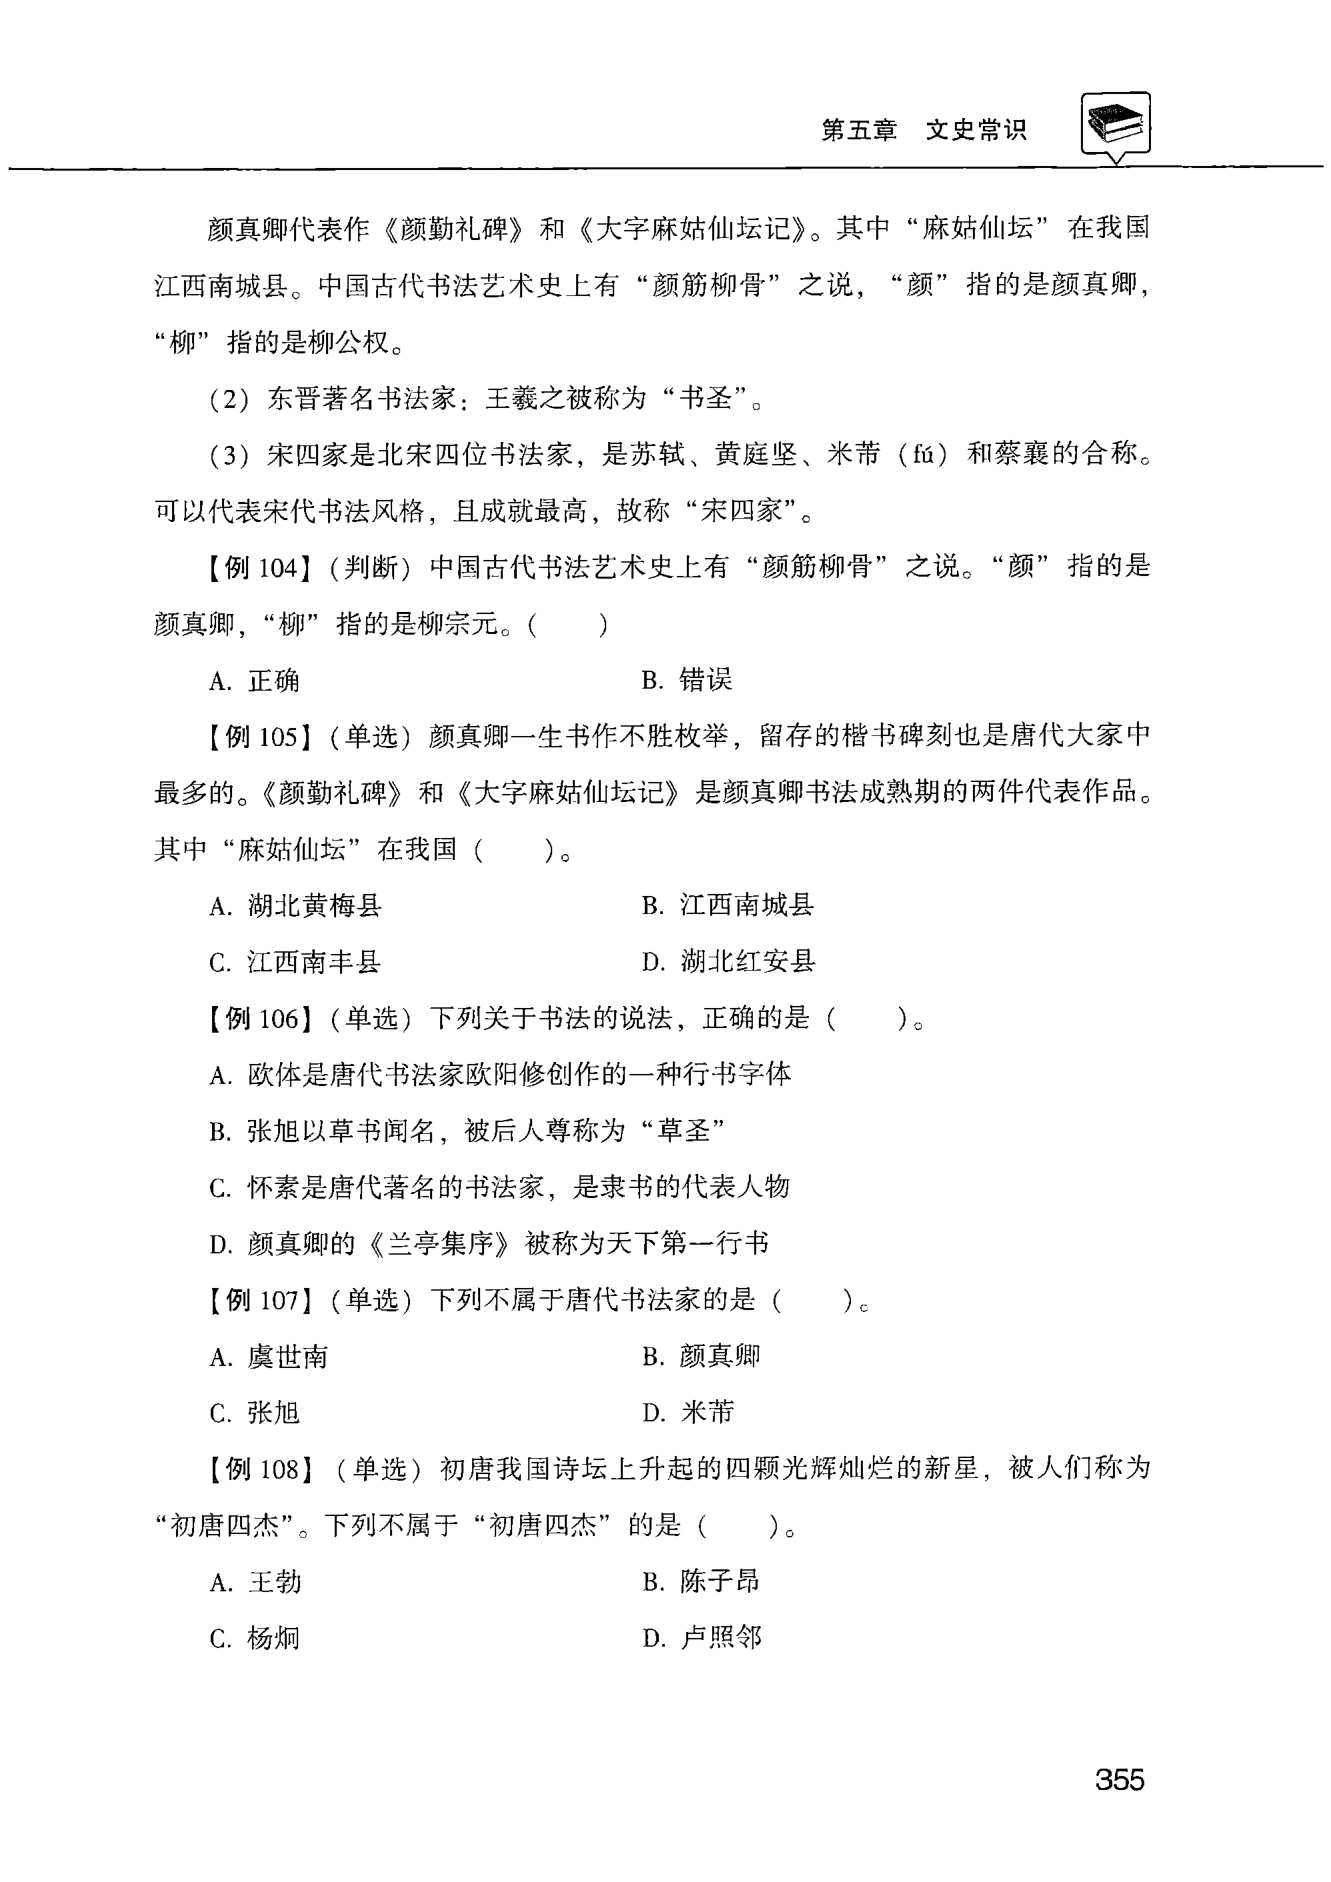 第五章 文史常识
颜真卿代表作《颜勤礼碑》和《大字麻姑仙坛记》。其中“麻姑仙坛”在我国
江西南城县。中国古代书法艺术史上有“颜筋柳骨”之说，“颜”指的是颜真卿，
“柳”指的是柳公权。
（2）东晋著名书法家：王羲之被称为“书圣”。
（3）宋四家是北宋四位书法家，是苏轼、黄庭坚、米芾（fú）和蔡襄的合称。
可以代表宋代书法风格，且成就最高，故称“宋四家”。
【例 104】（判断）中国古代书法艺术史上有“颜筋柳骨”之说。“颜”指的是
颜真卿，“柳”指的是柳宗元。（　　）
A. 正确 B. 错误
【例 105】（单选）颜真卿一生书作不胜枚举，留存的楷书碑刻也是唐代大家中
最多的。《颜勤礼碑》和《大字麻姑仙坛记》是颜真卿书法成熟期的两件代表作品。
其中“麻姑仙坛”在我国（　　）。
A. 湖北黄梅县 B. 江西南城县
C. 江西南丰县 D. 湖北红安县
【例 106】（单选）下列关于书法的说法，正确的是（　　）。
A. 欧体是唐代书法家欧阳修创作的一种行书字体
B. 张旭以草书闻名，被后人尊称为“草圣”
C. 怀素是唐代著名的书法家，是隶书的代表人物
D. 颜真卿的《兰亭集序》被称为天下第一行书
【例 107】（单选）下列不属于唐代书法家的是（　　）。
A. 虞世南 B. 颜真卿
C. 张旭 D. 米芾
【例 108】（单选）初唐我国诗坛上升起的四颗光辉灿烂的新星，被人们称为
“初唐四杰”。下列不属于“初唐四杰”的是（　　）。
A. 王勃 B. 陈子昂
C. 杨炯 D. 卢照邻
355